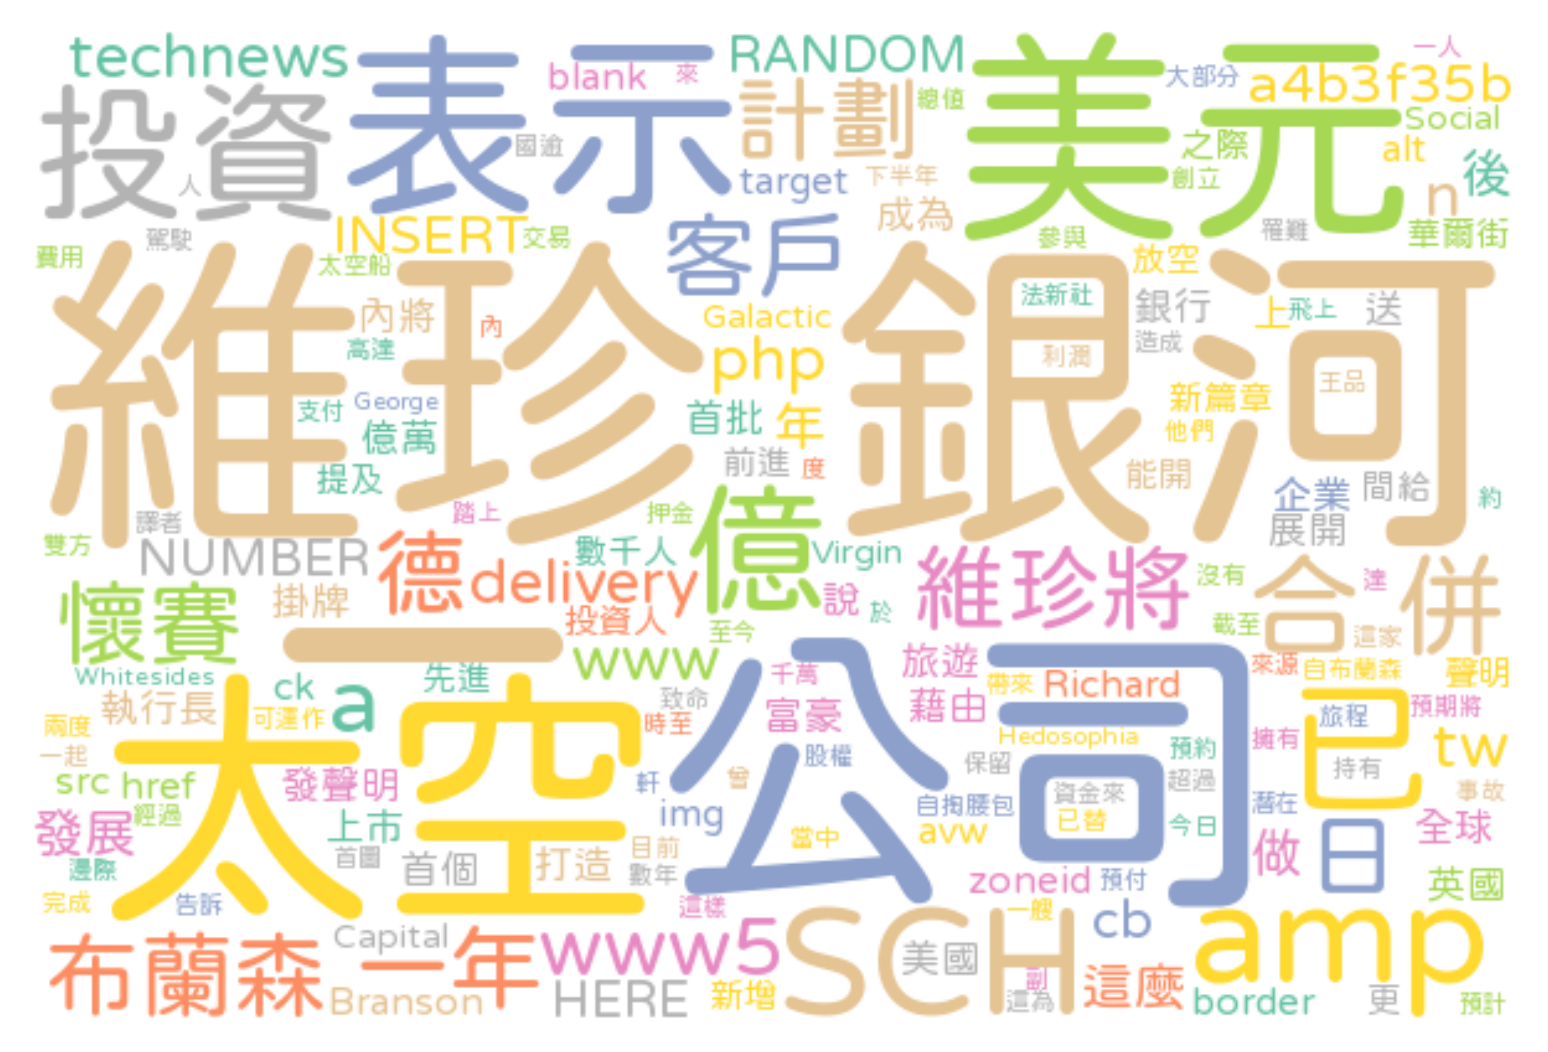 technews
表示
blank
來
RANDOM
美元
一人
大部分
a4b3f35b
投資
計劃
總值
Social
國逾
之際
alt
後
人
target
下半年
創立
n
成為
INSERT
交易
客戶
參與
罹難
華爾街
費用
駕駛
太空船
放空
維珍
銀河
法新社
銀行
上
飛上
送
內將
內
Galactic
高達
php
利潤
造成
王品
George
支付
億萬
首批
年
新篇章
他們
提及
前進
度
能開
企業
間給
約
踏上
押金
億
譯者
展開
雙方
NUMBER
德
數千人
Virgin
維珍將
沒有
合併
達
delivery
懷賽
掛牌
說
於
投資人
至今
截至
這家
一
www
公司
旅遊
來源
自布蘭森
聲明
Whitesides
先進
千萬
帶來
Richard
ck
a
致命
執行長
可運作
富豪
藉由
已
旅程
預期將
兩度
太空
時至
Hedosophia
擁有
tw
一起
股權
預約
保留
持有
src
href
發聲明
軒
曾
超過
事故
資金來
經過
img
自掏腰包
潛在
發展
上市
已替
今日
日
全球
當中
avw
邊際
首圖
首個
打造
目前
數年
做
zoneid
預付
英國
完成
告訴
這樣
一艘
cb
amp
布蘭森
Capital
一年
www5
SCH
美國
副
這麼
Branson
HERE
新增
這為
border
更
預計